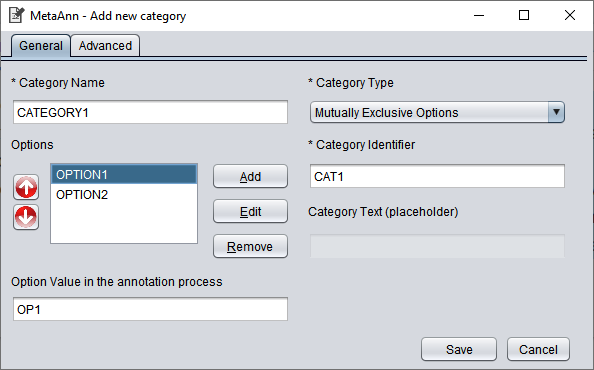 MetaAnn - Add new category
General
Advanced
* Category Name
* Category Type
CATEGORY1
Mutually Exclusive Options
Options
* Category Identifier
OPTION1
OPTION2
Add
Edit
Remove
CAT1
Category Text (placeholder)
Option Value in the annotation process
OP1
Save
Cancel